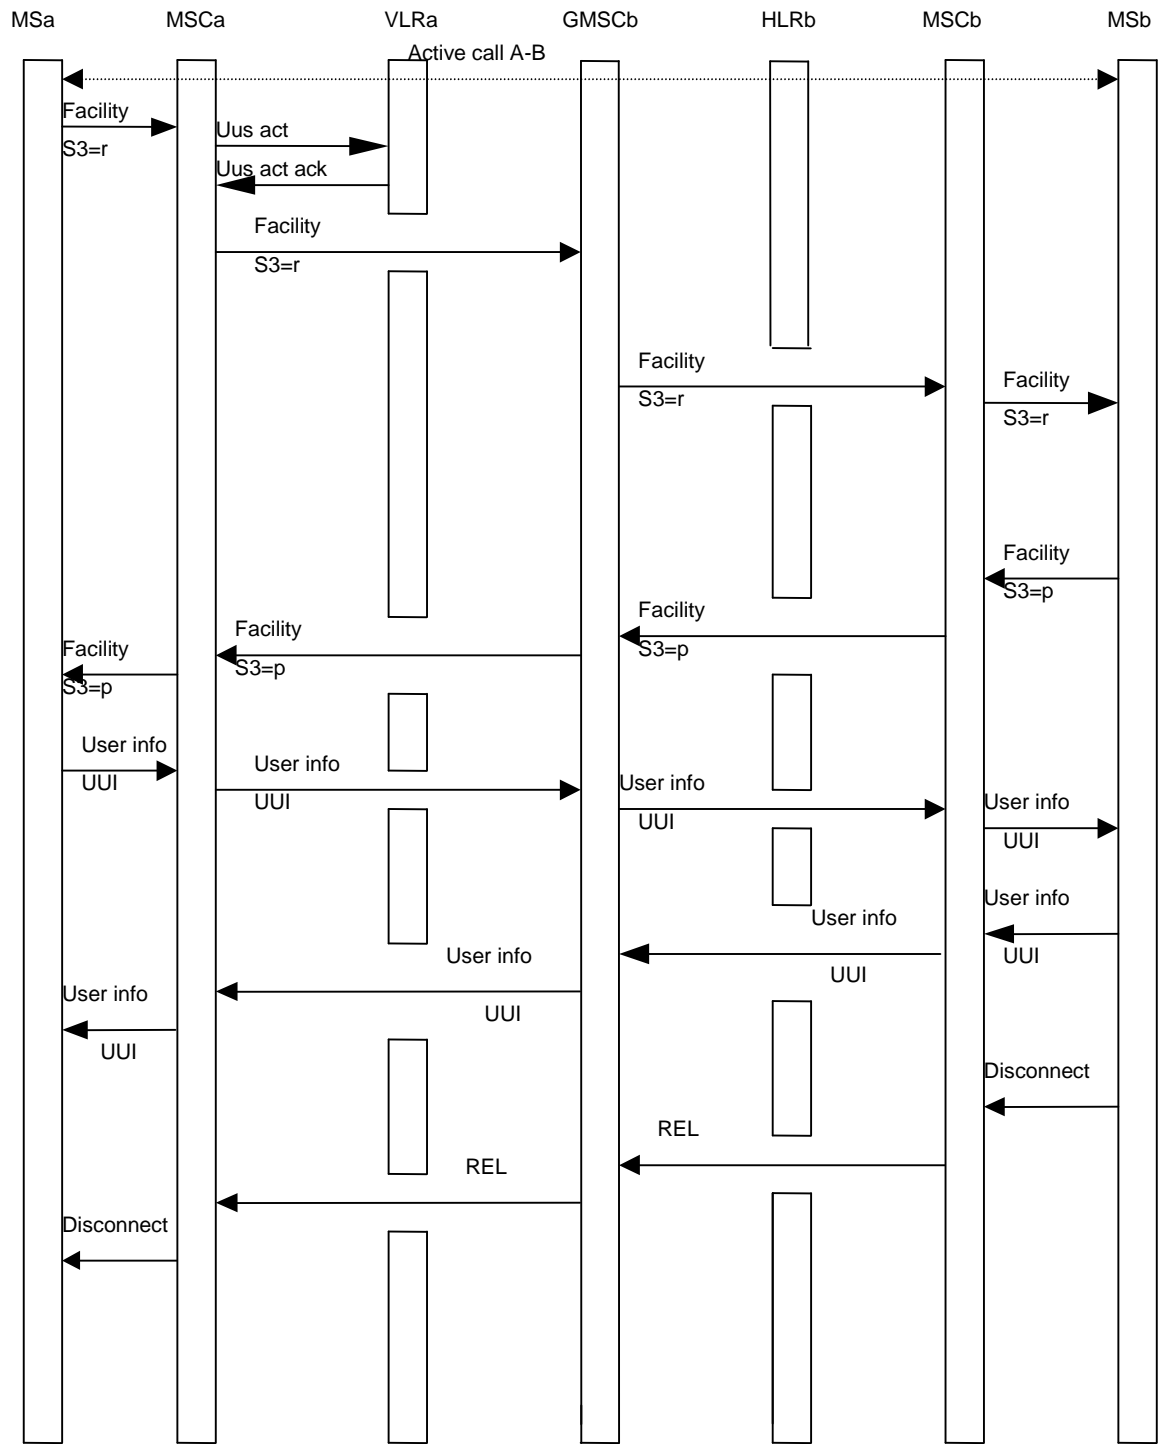 MSa MSCa VLRa GMSCb HLRb MSCb MSb
Active call A-B
Facility
S3=r
Uus act
Uus act ack
Facility
S3=r
Facility
S3=r
Facility
S3=r
Facility
S3=p
Facility
S3=p
Facility
S3=p
Facility
S3=p
User info
UUI
User info
UUI
User info
UUI
User info
UUI
User info
UUI
User info
UUI
User info
UUI
User info
UUI
Disconnect
REL
REL
Disconnect